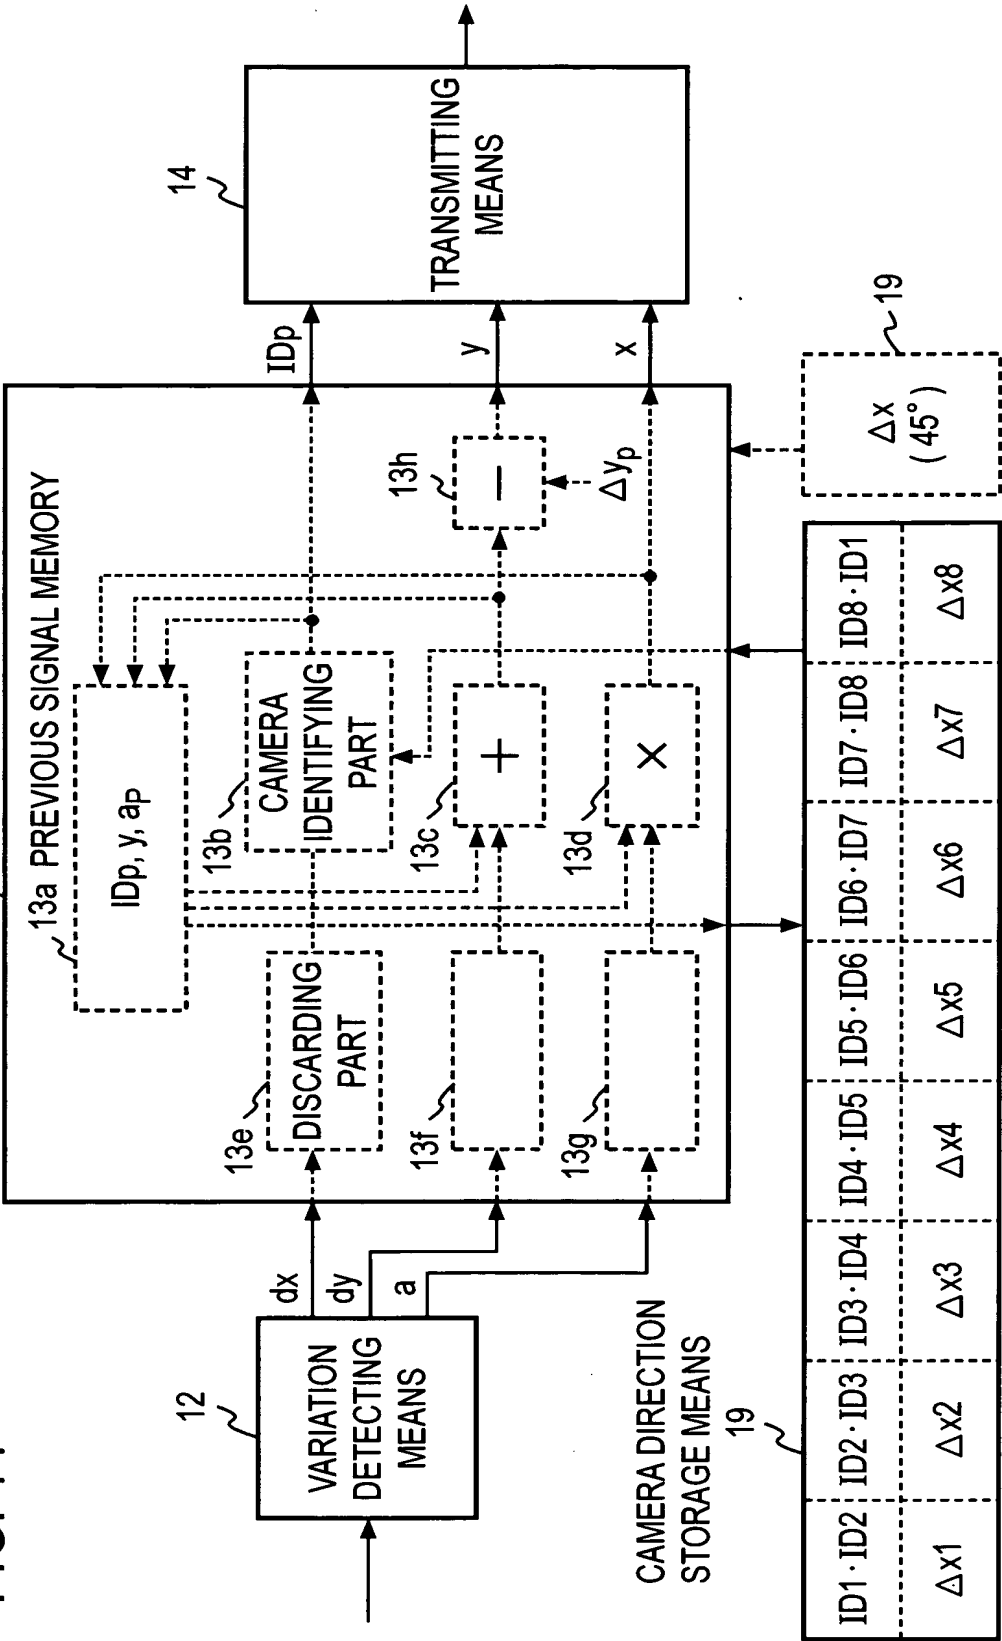 12
VARIATION
DETECTING
MEANS
dx
dy
a
13a PREVIOUS SIGNAL MEMORY
IDp, y, aₚ
13e
DISCARDING
PART
13b
CAMERA
IDENTIFYING
PART
13f
13c
+
13h
−
Δyₚ
13g
13d
×
IDp
y
x
14
TRANSMITTING
MEANS
CAMERA DIRECTION
STORAGE MEANS
19
ID1·ID2 ID2·ID3 ID3·ID4 ID4·ID5 ID5·ID6 ID6·ID7 ID7·ID8 ID8·ID1
Δx1 Δx2 Δx3 Δx4 Δx5 Δx6 Δx7 Δx8
19
Δx
(45°)